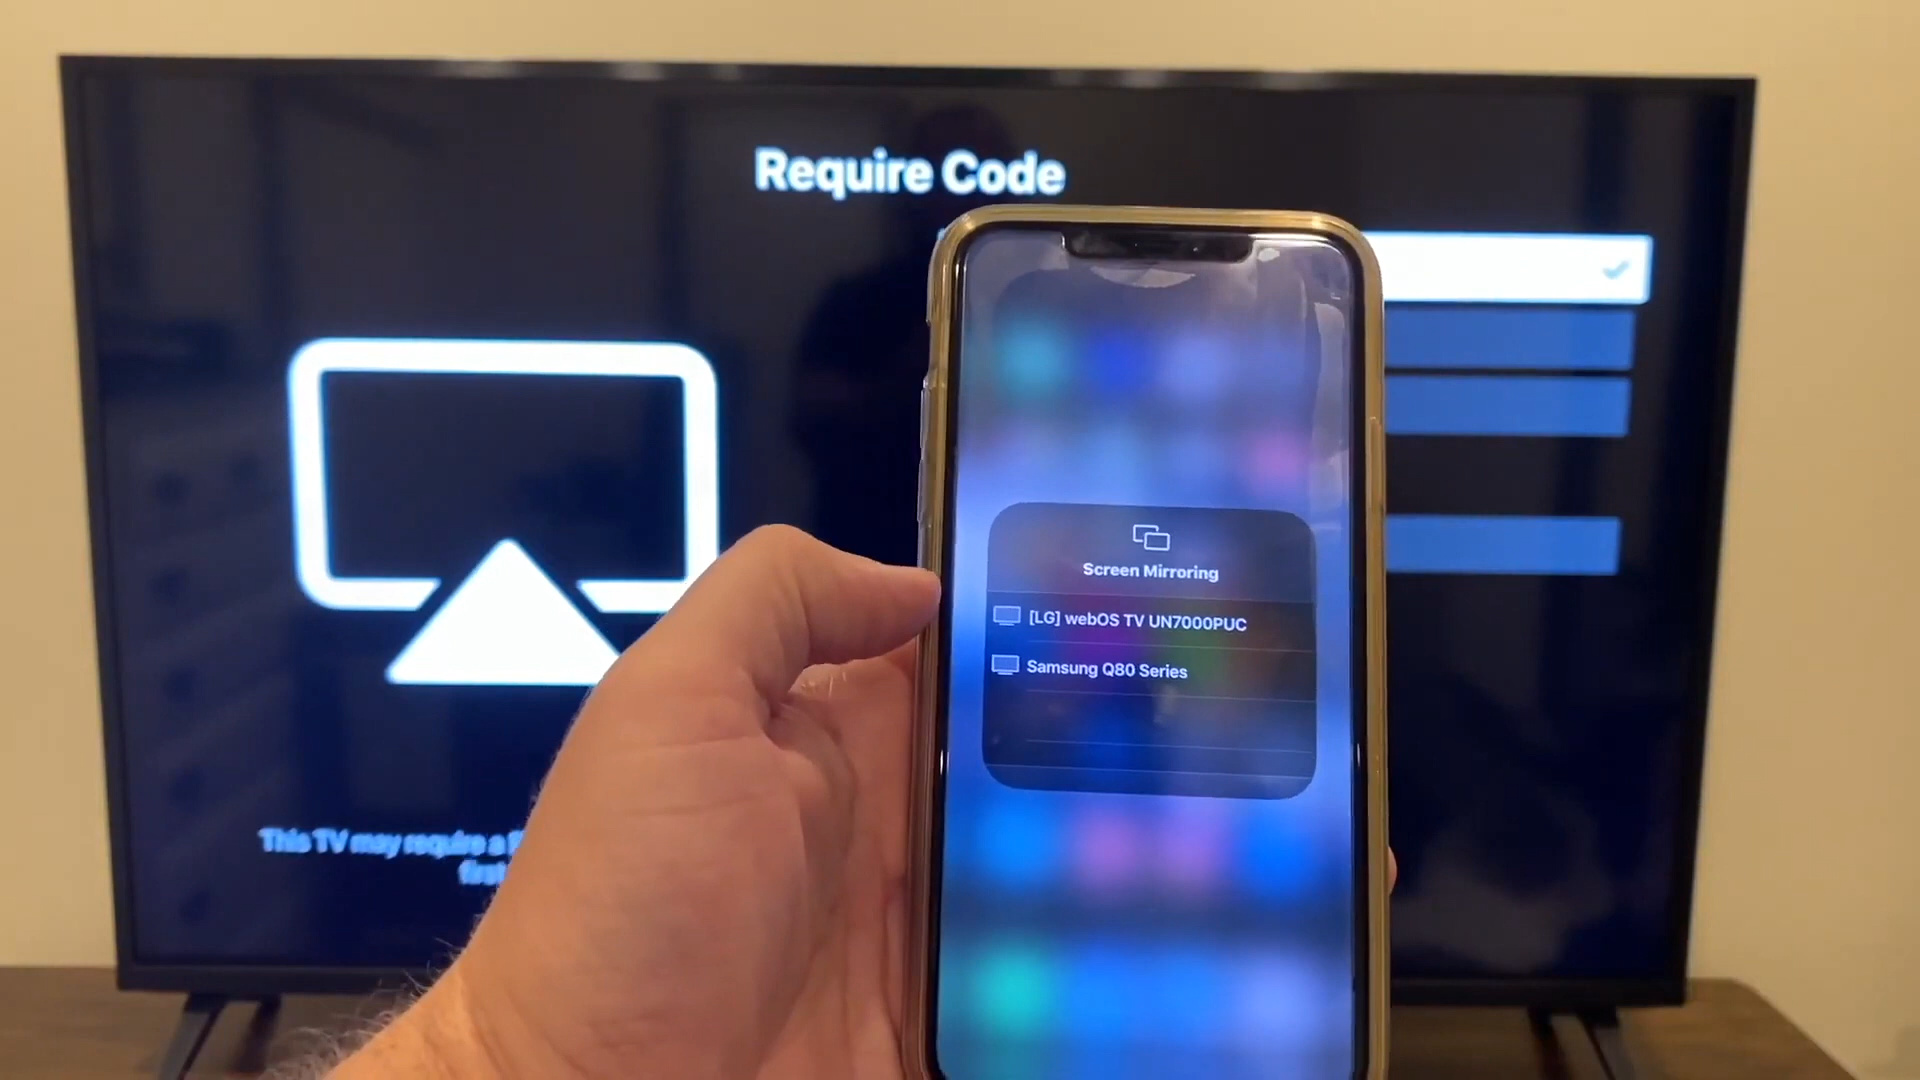 Require Code
Screen Mirroring
[LG] webOS TV UN7000PUC
Samsung Q80 Series
This TV may require a
first